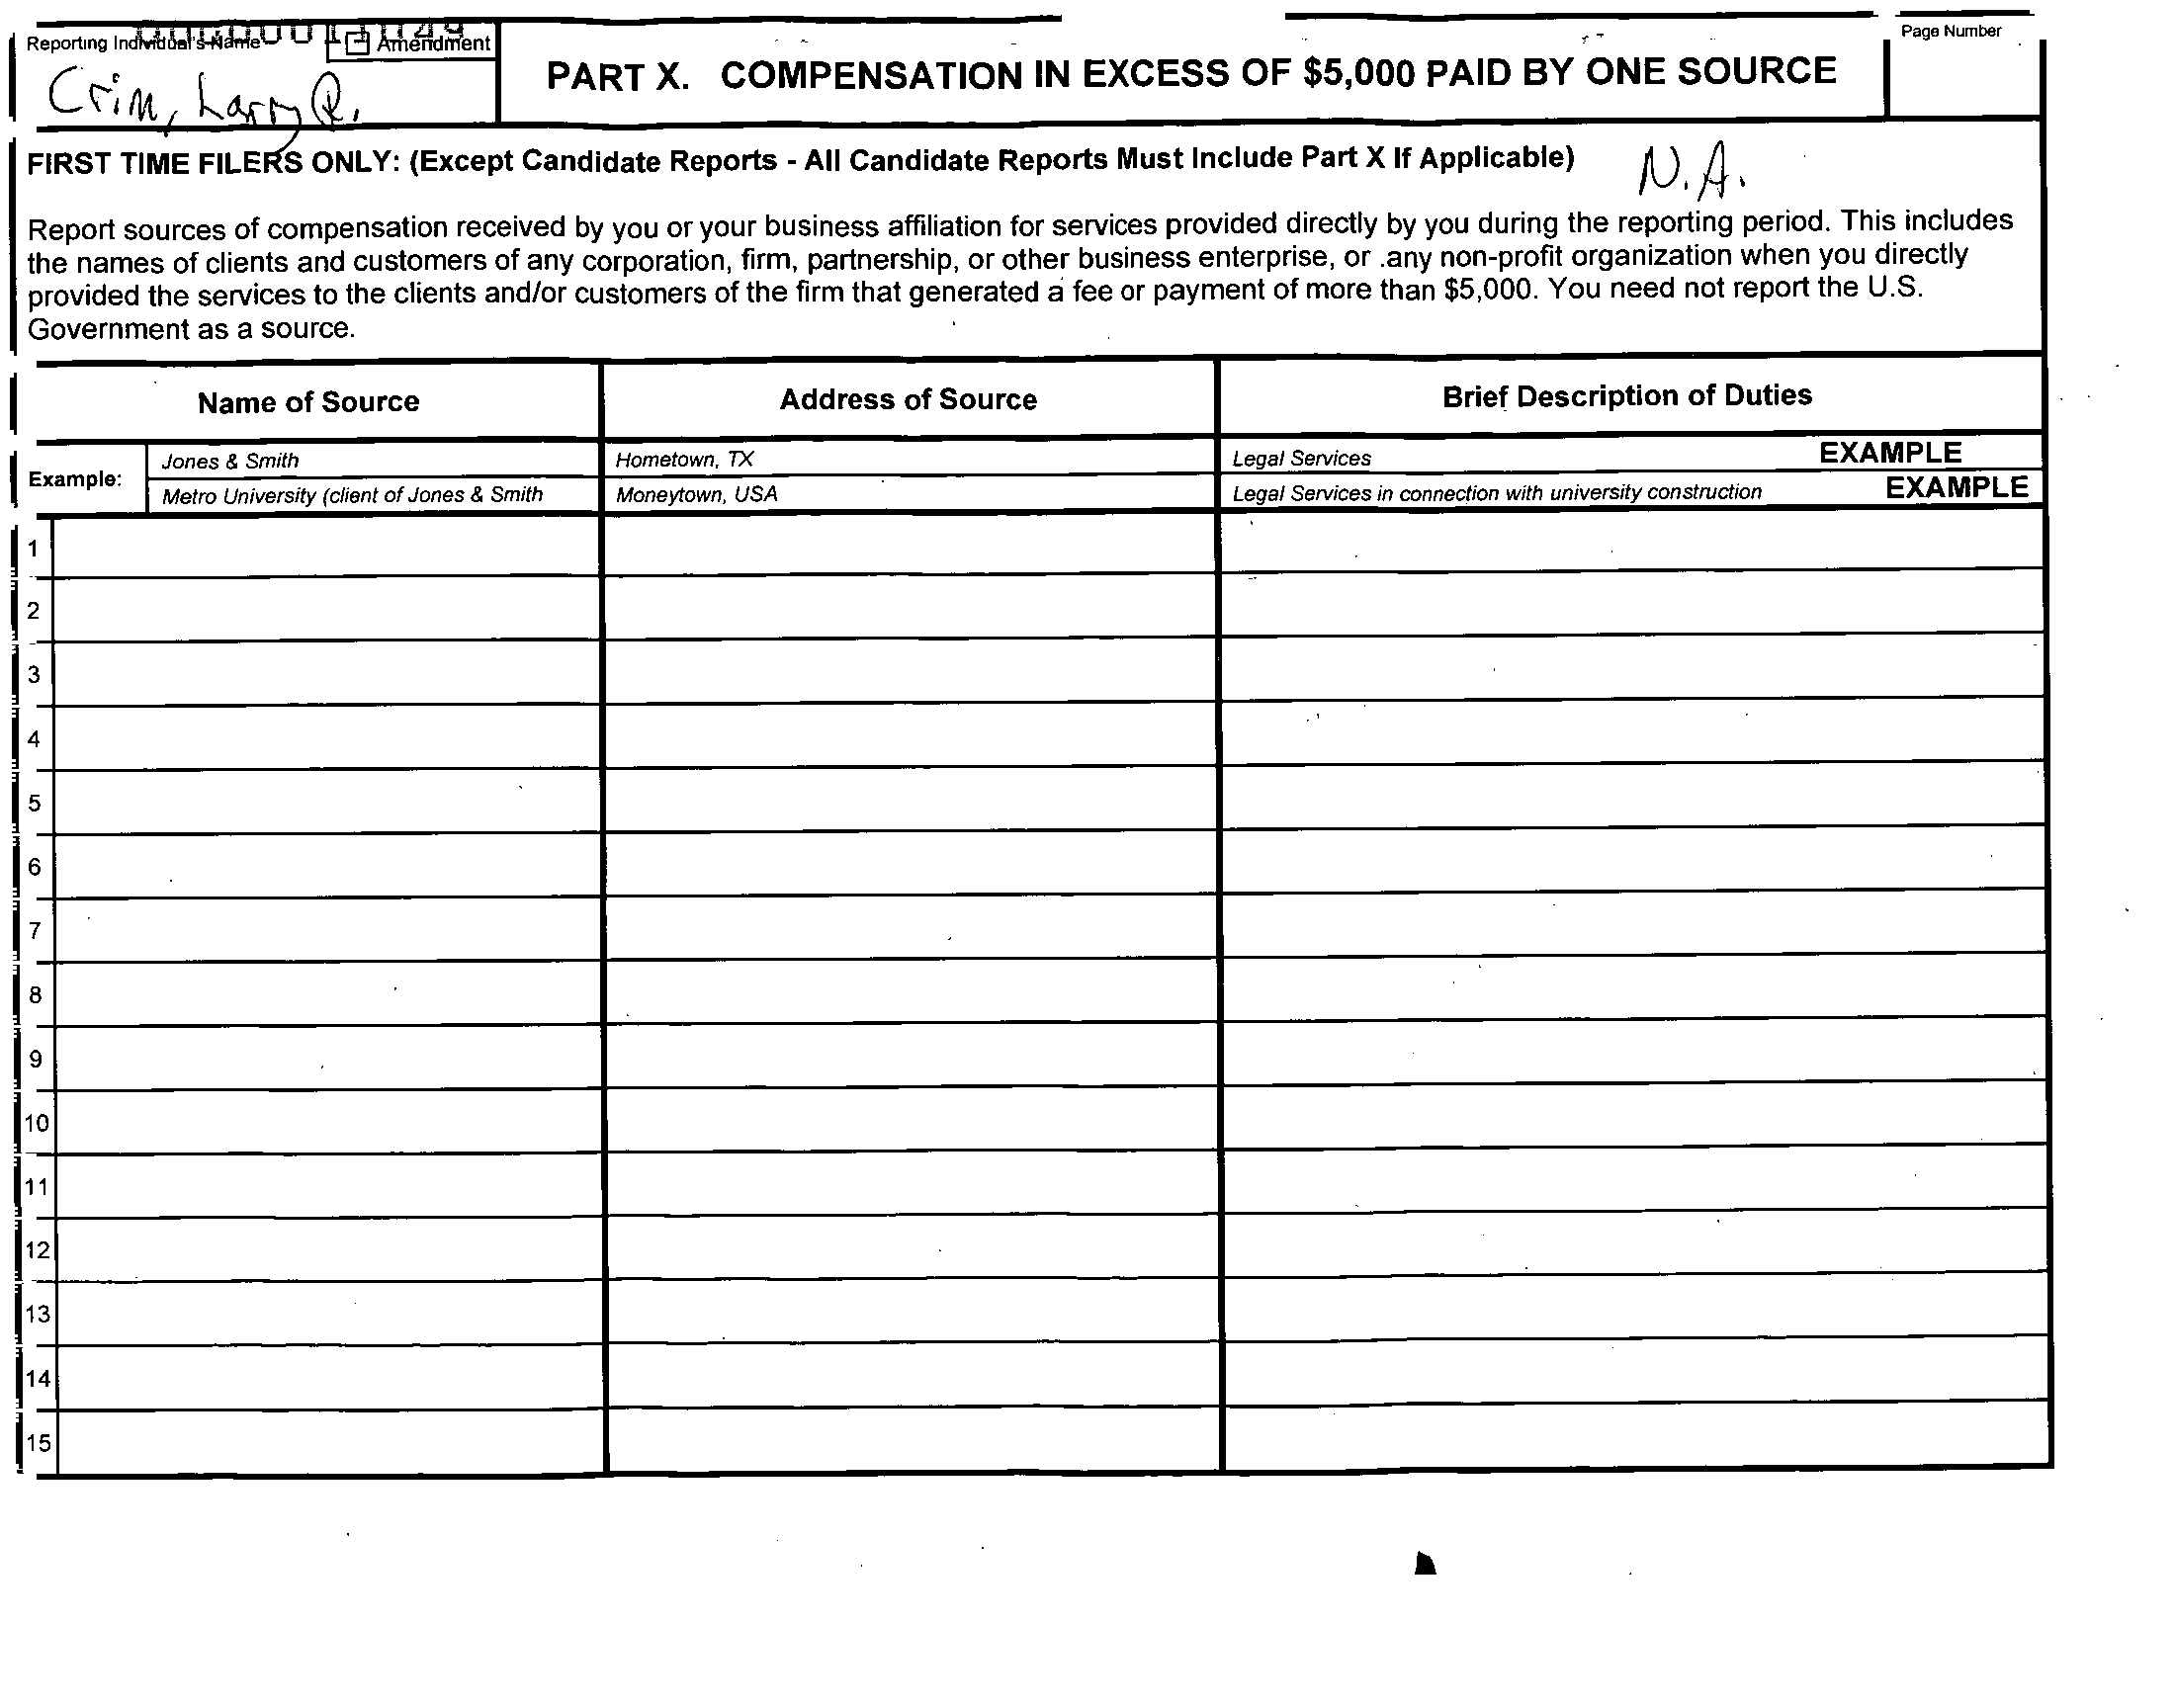 Reporting Individual's Name
Amendment
Crim, Larry R.
PART X. COMPENSATION IN EXCESS OF $5,000 PAID BY ONE SOURCE
Page Number
FIRST TIME FILERS ONLY: (Except Candidate Reports - All Candidate Reports Must Include Part X If Applicable) N.A.
Report sources of compensation received by you or your business affiliation for services provided directly by you during the reporting period. This includes
the names of clients and customers of any corporation, firm, partnership, or other business enterprise, or .any non-profit organization when you directly
provided the services to the clients and/or customers of the firm that generated a fee or payment of more than $5,000. You need not report the U.S.
Government as a source.
Name of Source Address of Source Brief Description of Duties
Example:
Jones & Smith Hometown, TX Legal Services EXAMPLE
Metro University (client of Jones & Smith Moneytown, USA Legal Services in connection with university construction EXAMPLE
1
2
3
4
5
6
7
8
9
10
11
12
13
14
15